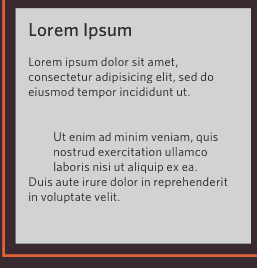 Lorem Ipsum
Lorem ipsum dolor sit amet,
consectetur adipisicing elit, sed do
eiusmod tempor incididunt ut.
Ut enim ad minim veniam, quis
nostrud exercitation ullamco
laboris nisi ut aliquip ex ea.
Duis aute irure dolor in reprehenderit
in voluptate velit.